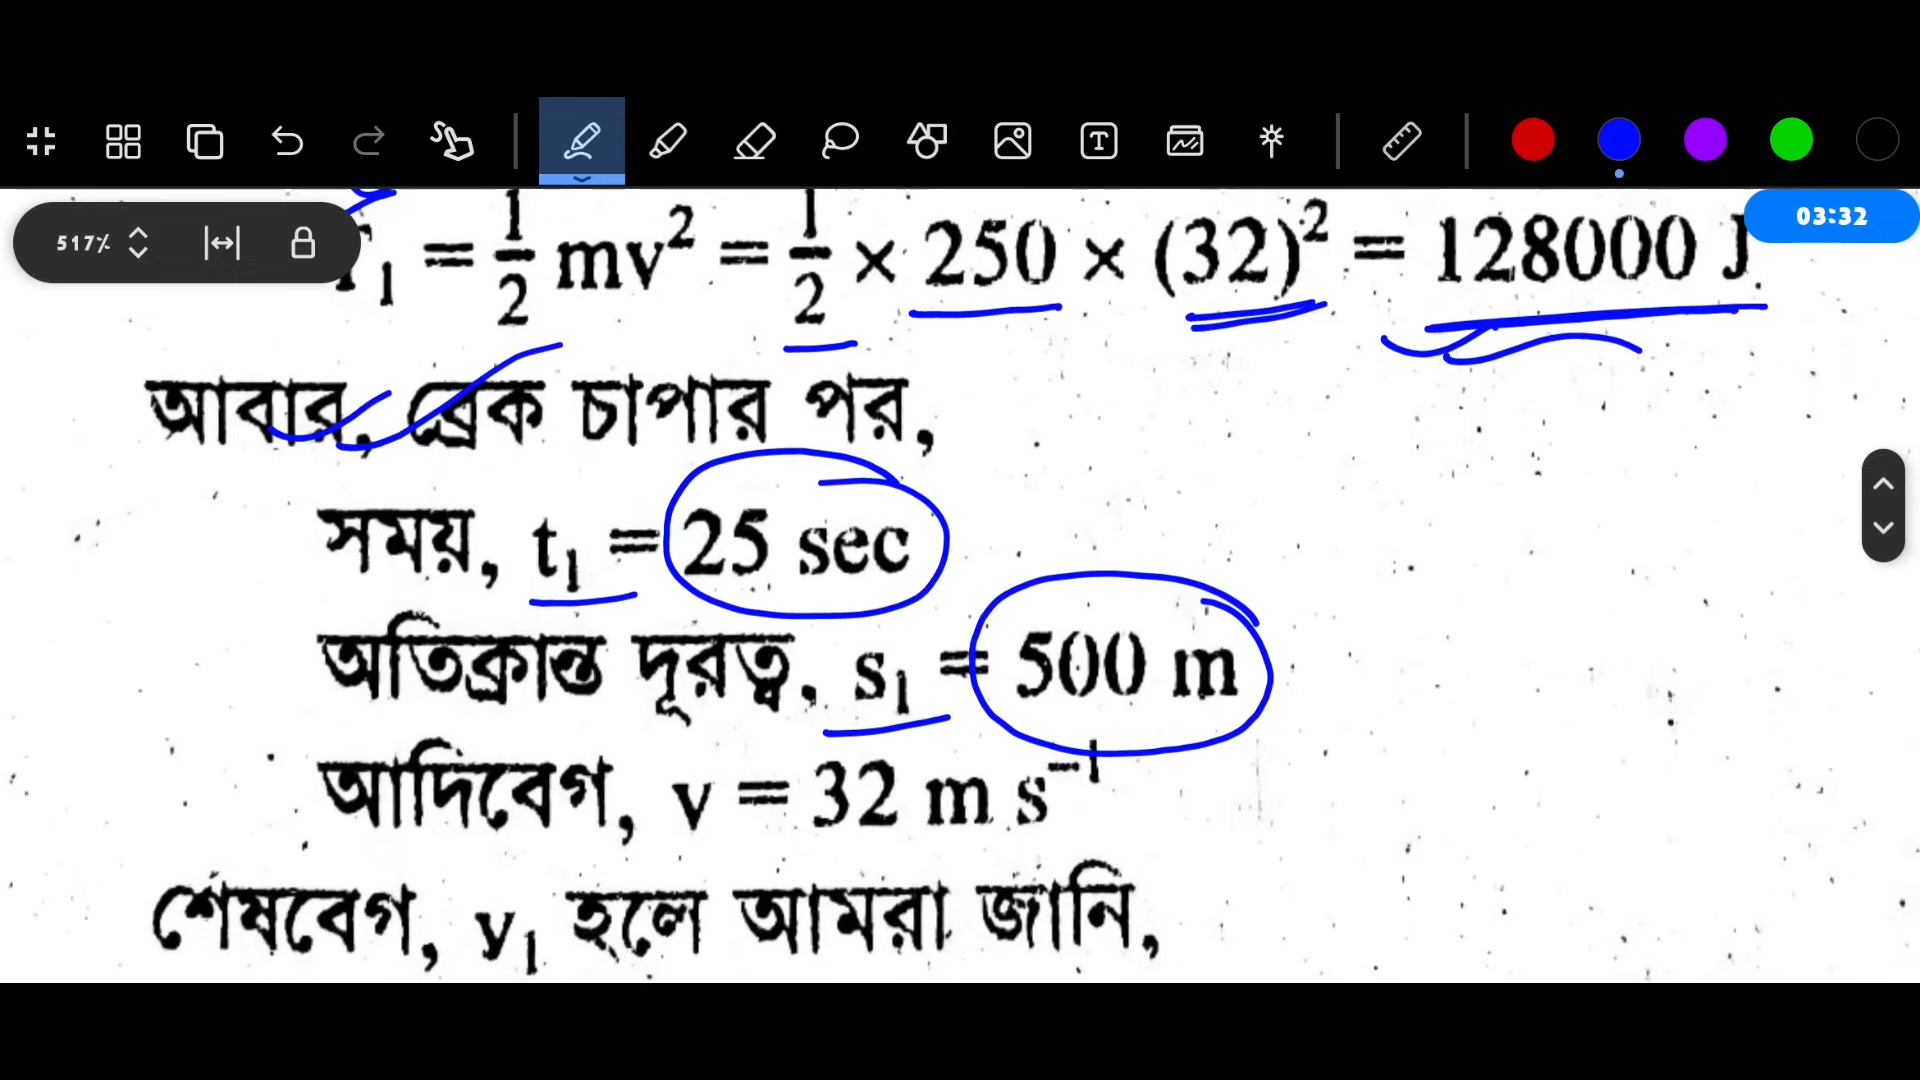 517%
03:32
1 = 1/2 mv² = 1/2 × 250 × (32)² = 128000 J
আবার, ব্রেক চাপার পর,
সময়, t₁ = 25 sec
অতিক্রান্ত দূরত্ব, s₁ = 500 m
আদিবেগ, v = 32 m s⁻¹
শেষবেগ, v₁ হলে আমরা জানি,